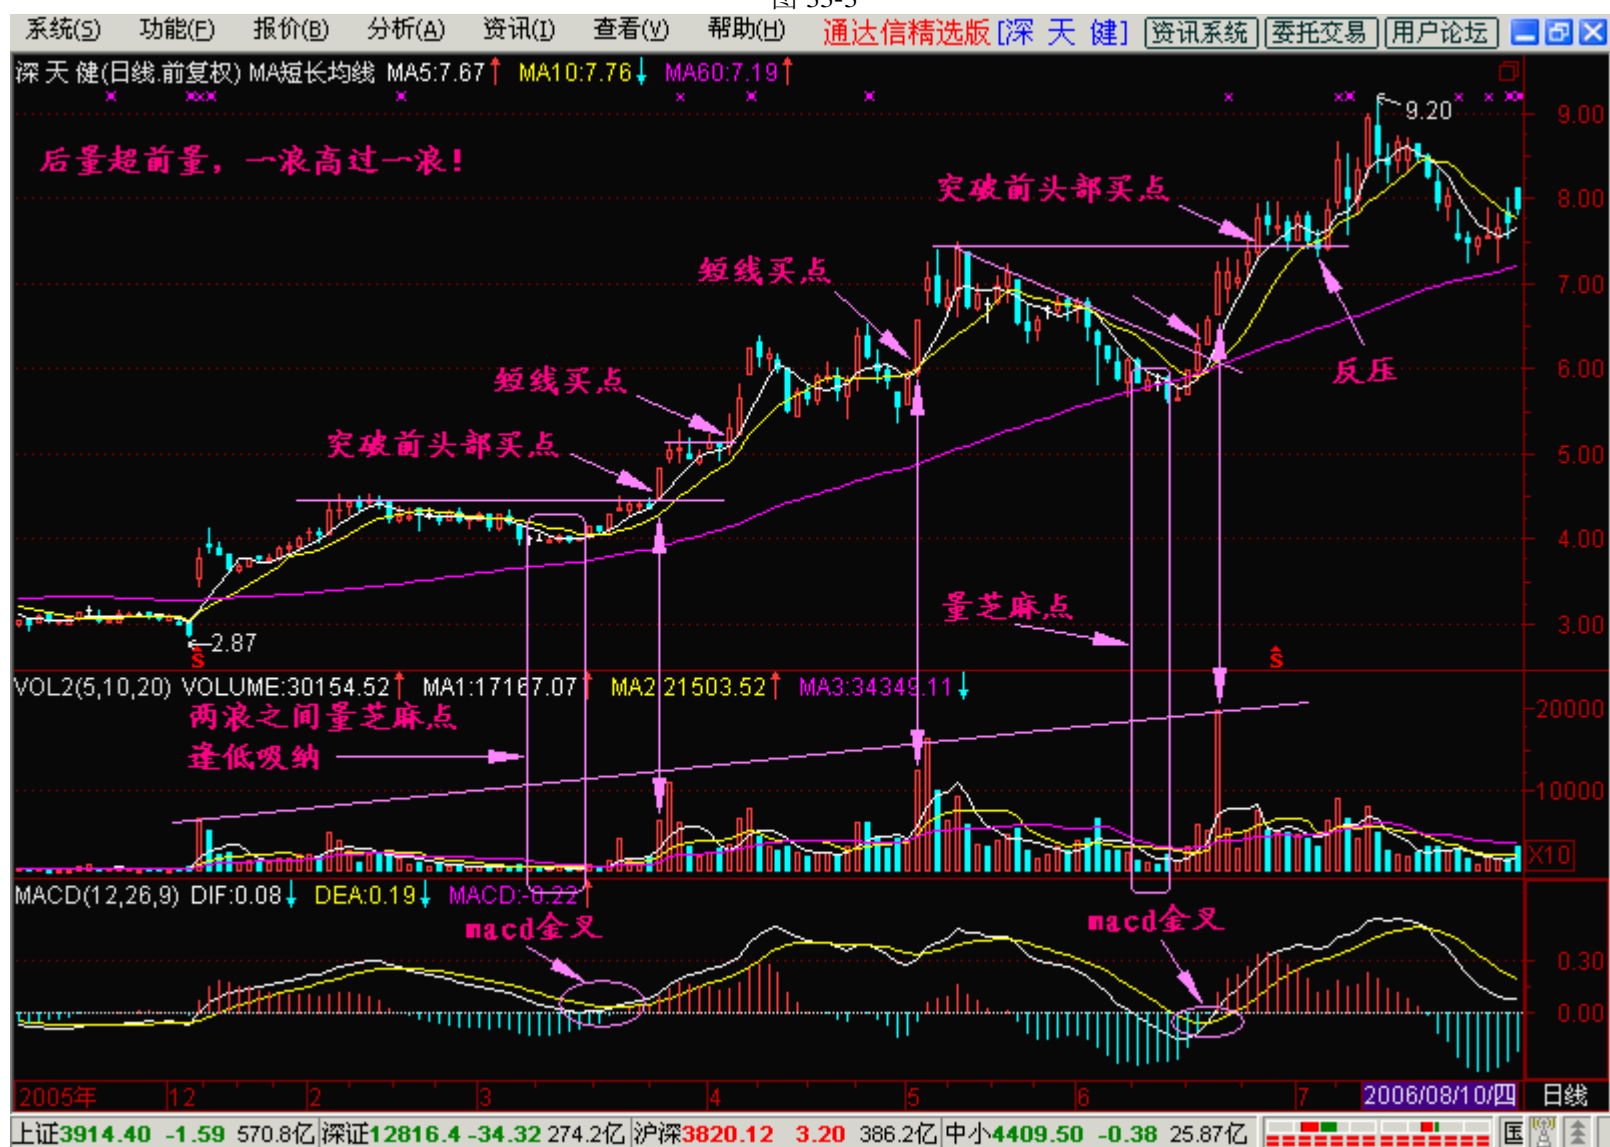 图 33-3
系统(S) 功能(F) 报价(B) 分析(A) 资讯(I) 查看(V) 帮助(H) 通达信精选版 [深 天 健] 资讯系统 委托交易 用户论坛
深 天 健(日线.前复权) MA短长均线 MA5:7.67↑ MA10:7.76↓ MA60:7.19↑
9.20
9.00
后量超前量，一浪高过一浪！
突破前头部买点
8.00
短线买点
7.00
短线买点
反压
6.00
突破前头部买点
5.00
4.00
量芝麻点
3.00
2.87
S
S
VOL2(5,10,20) VOLUME:30154.52↑ MA1:17167.07↑ MA2:21503.52↑ MA3:34349.11↓
两浪之间量芝麻点
20000
逢低吸纳
10000
X10
MACD(12,26,9) DIF:0.08↓ DEA:0.19↓ MACD:-0.22↑
macd金叉
macd金叉
0.30
0.00
2005年 12 2 3 4 5 6 7 2006/08/10/四 日线
上证3914.40 -1.59 570.8亿 深证12816.4 -34.32 274.2亿 沪深3820.12 3.20 386.2亿 中小4409.50 -0.38 25.87亿